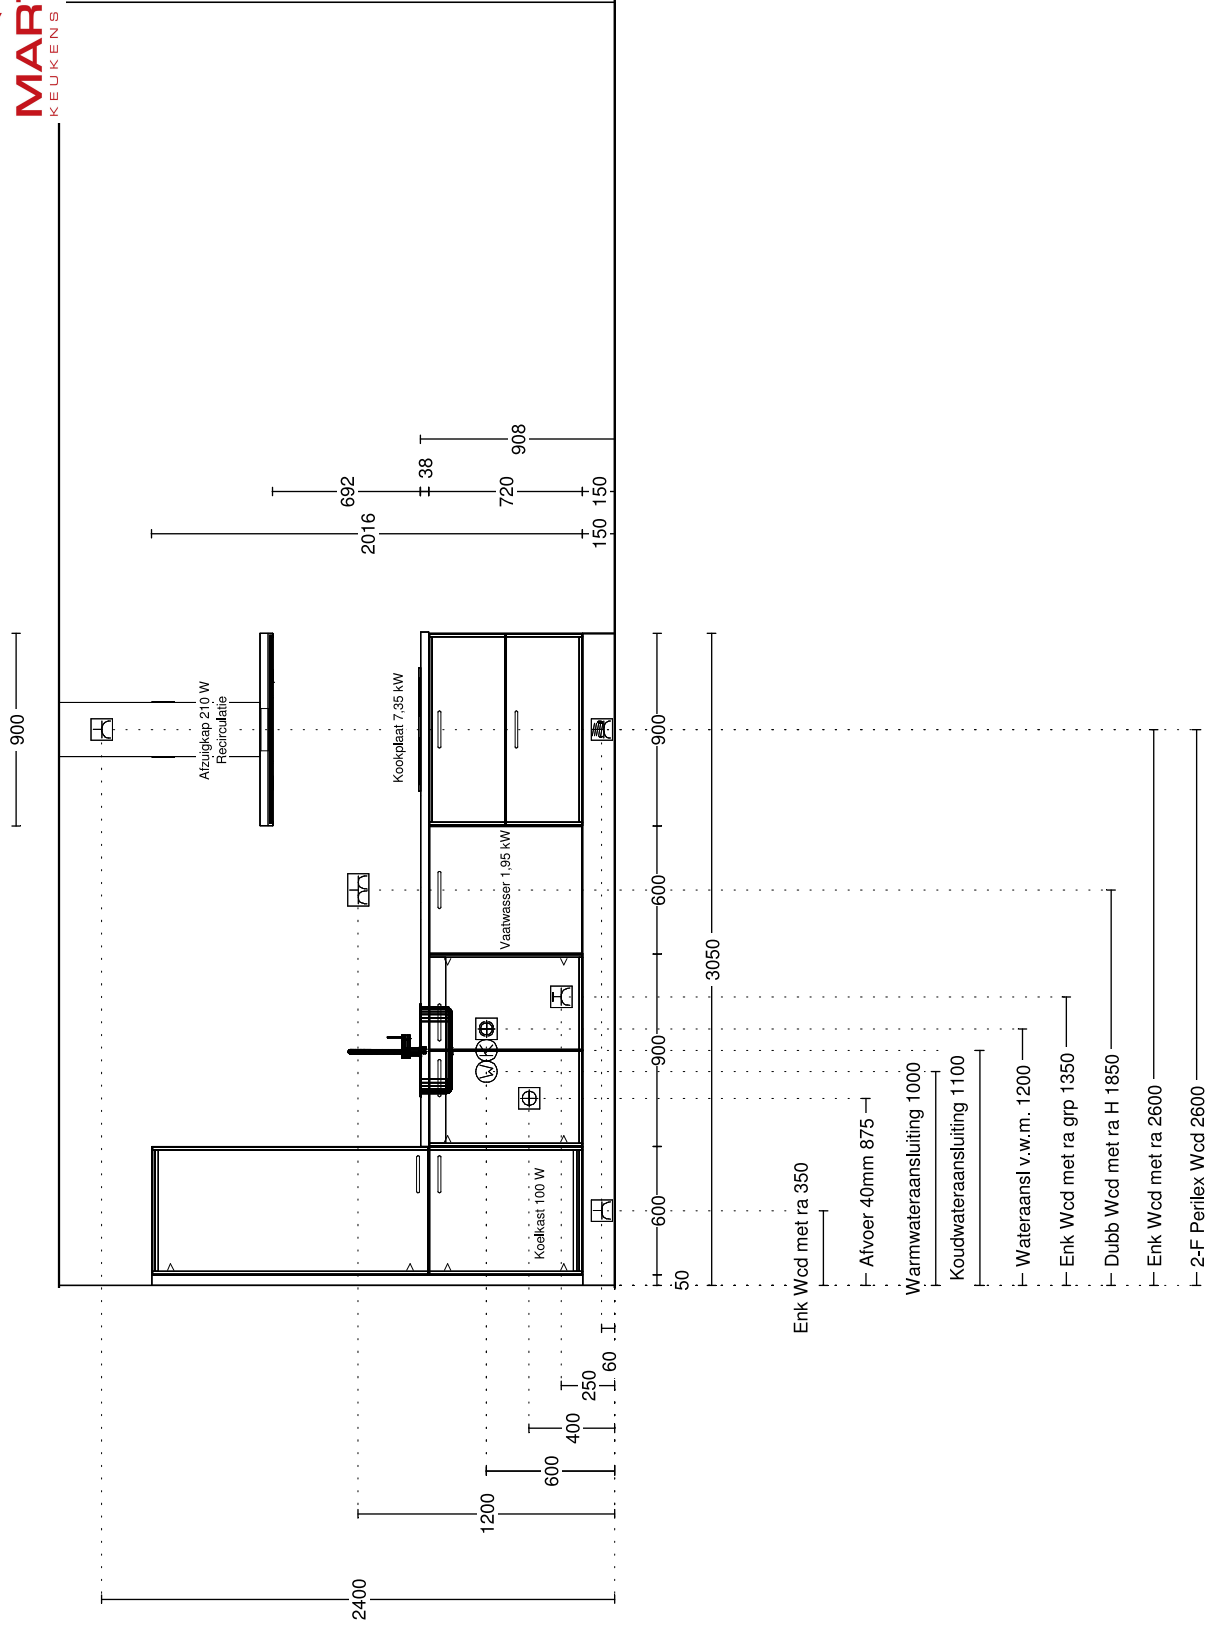 MAR
KEUKENS
900
Afzuigkap 210 W
Recirculatie
Kookplaat 7,35 kW
Vaatwasser 1,95 kW
Koelkast 100 W
W
K
692
38
908
2016
720
150
150
2400
1200
600
400
250
60
50
600
900
600
900
3050
Enk Wcd met ra 350
Afvoer 40mm 875
Warmwateraansluiting 1000
Koudwateraansluiting 1100
Wateraansl v.w.m. 1200
Enk Wcd met ra grp 1350
Dubb Wcd met ra H 1850
Enk Wcd met ra 2600
2-F Perilex Wcd 2600